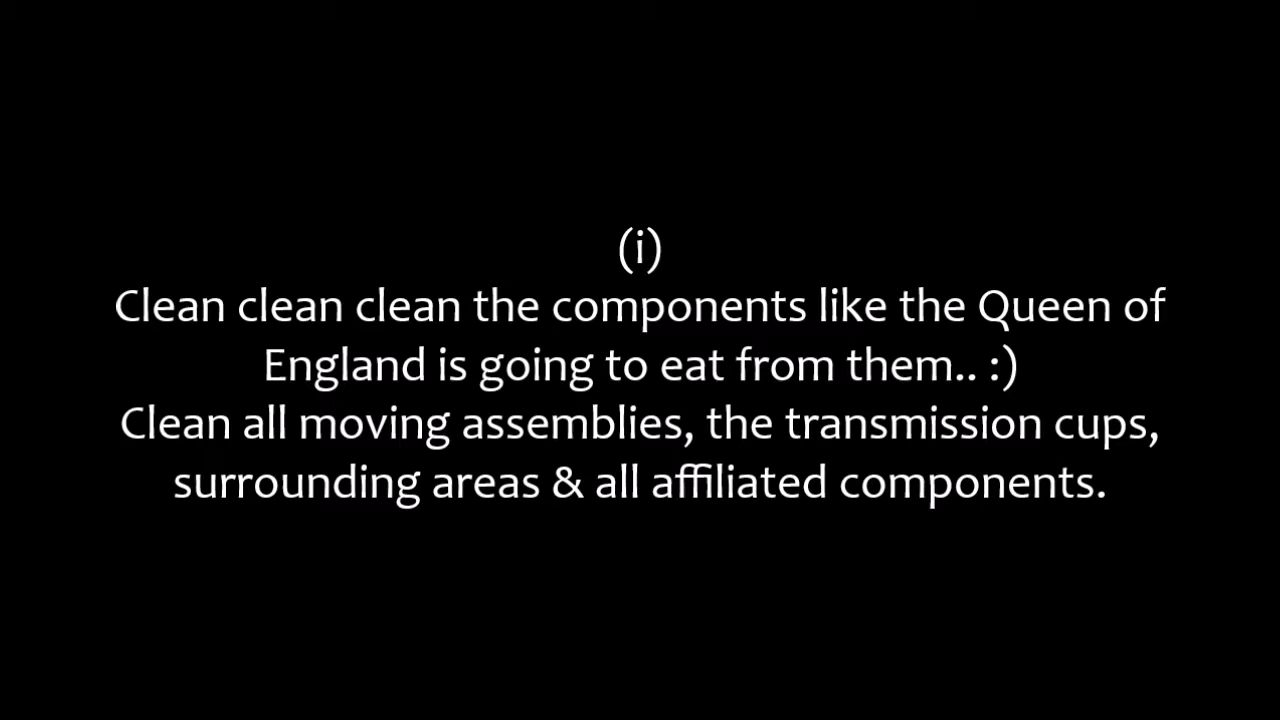 (i)
Clean clean clean the components like the Queen of
England is going to eat from them.. :)
Clean all moving assemblies, the transmission cups,
surrounding areas & all affiliated components.